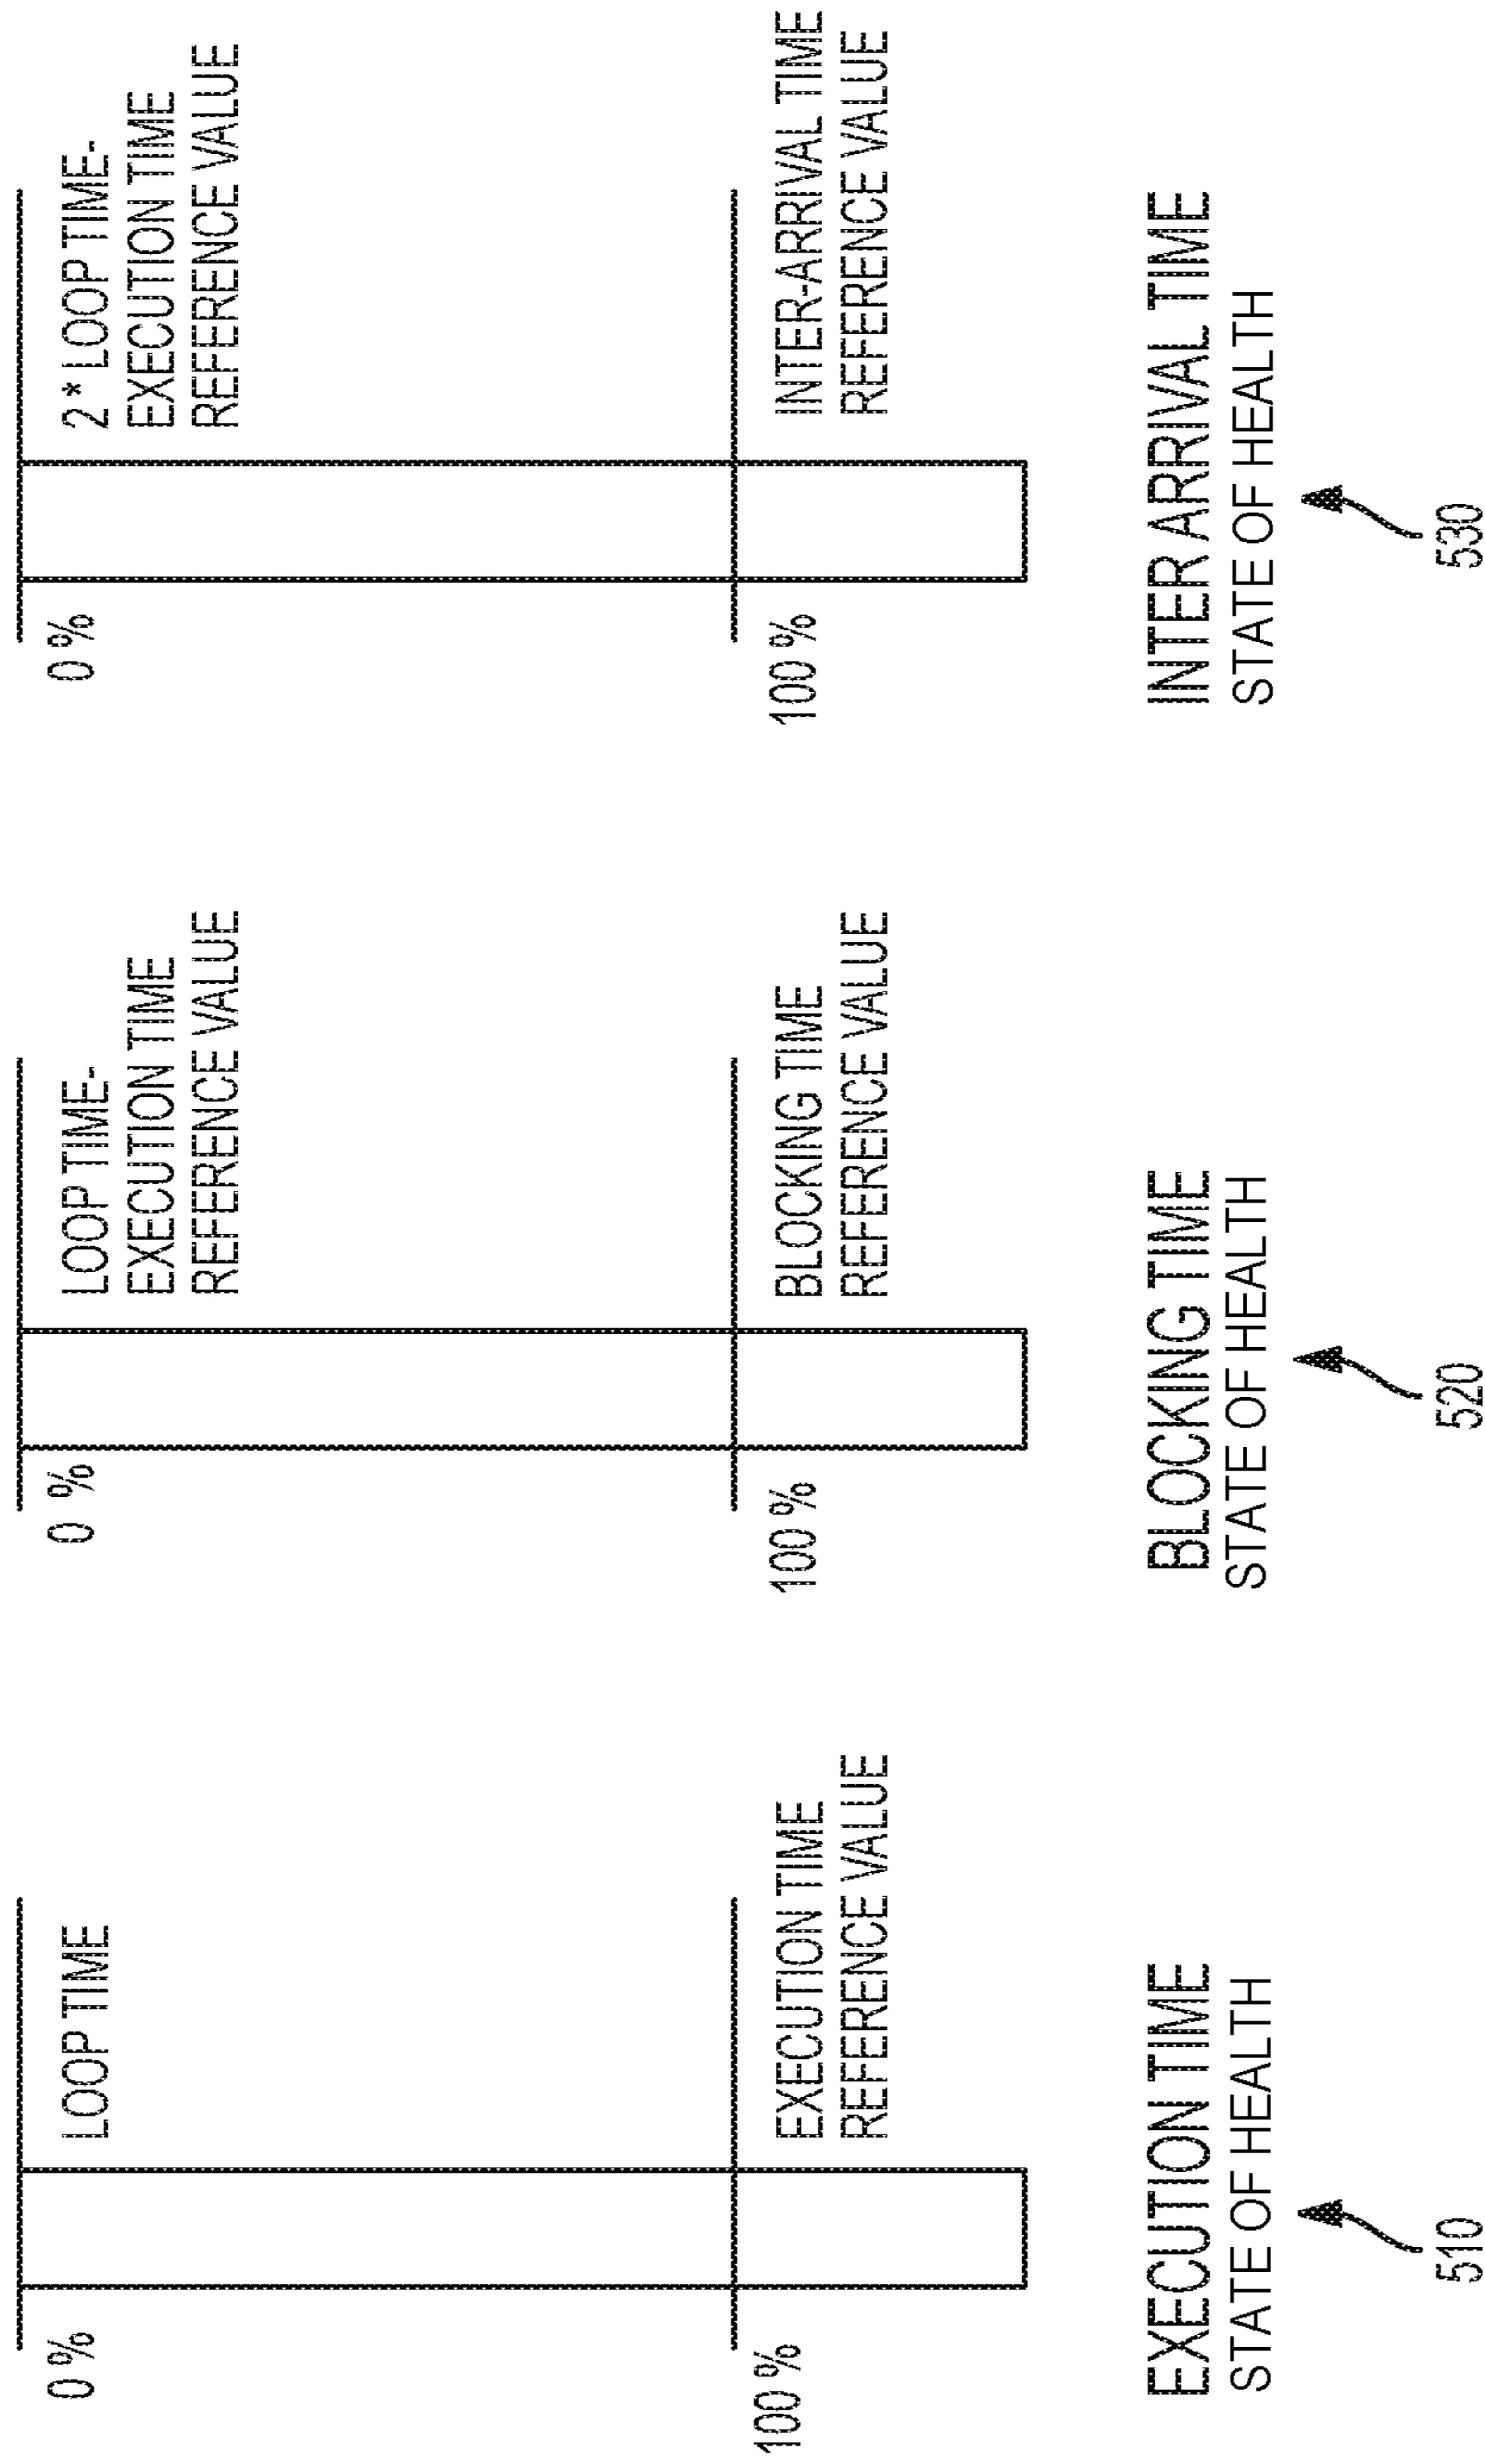 0 %
LOOP TIME
100 %
EXECUTION TIME
REFERENCE VALUE
EXECUTION TIME
STATE OF HEALTH
510
0 %
LOOP TIME-
EXECUTION TIME
REFERENCE VALUE
100 %
BLOCKING TIME
REFERENCE VALUE
BLOCKING TIME
STATE OF HEALTH
520
0 %
2 * LOOP TIME-
EXECUTION TIME
REFERENCE VALUE
100 %
INTER-ARRIVAL TIME
REFERENCE VALUE
INTER ARRIVAL TIME
STATE OF HEALTH
530